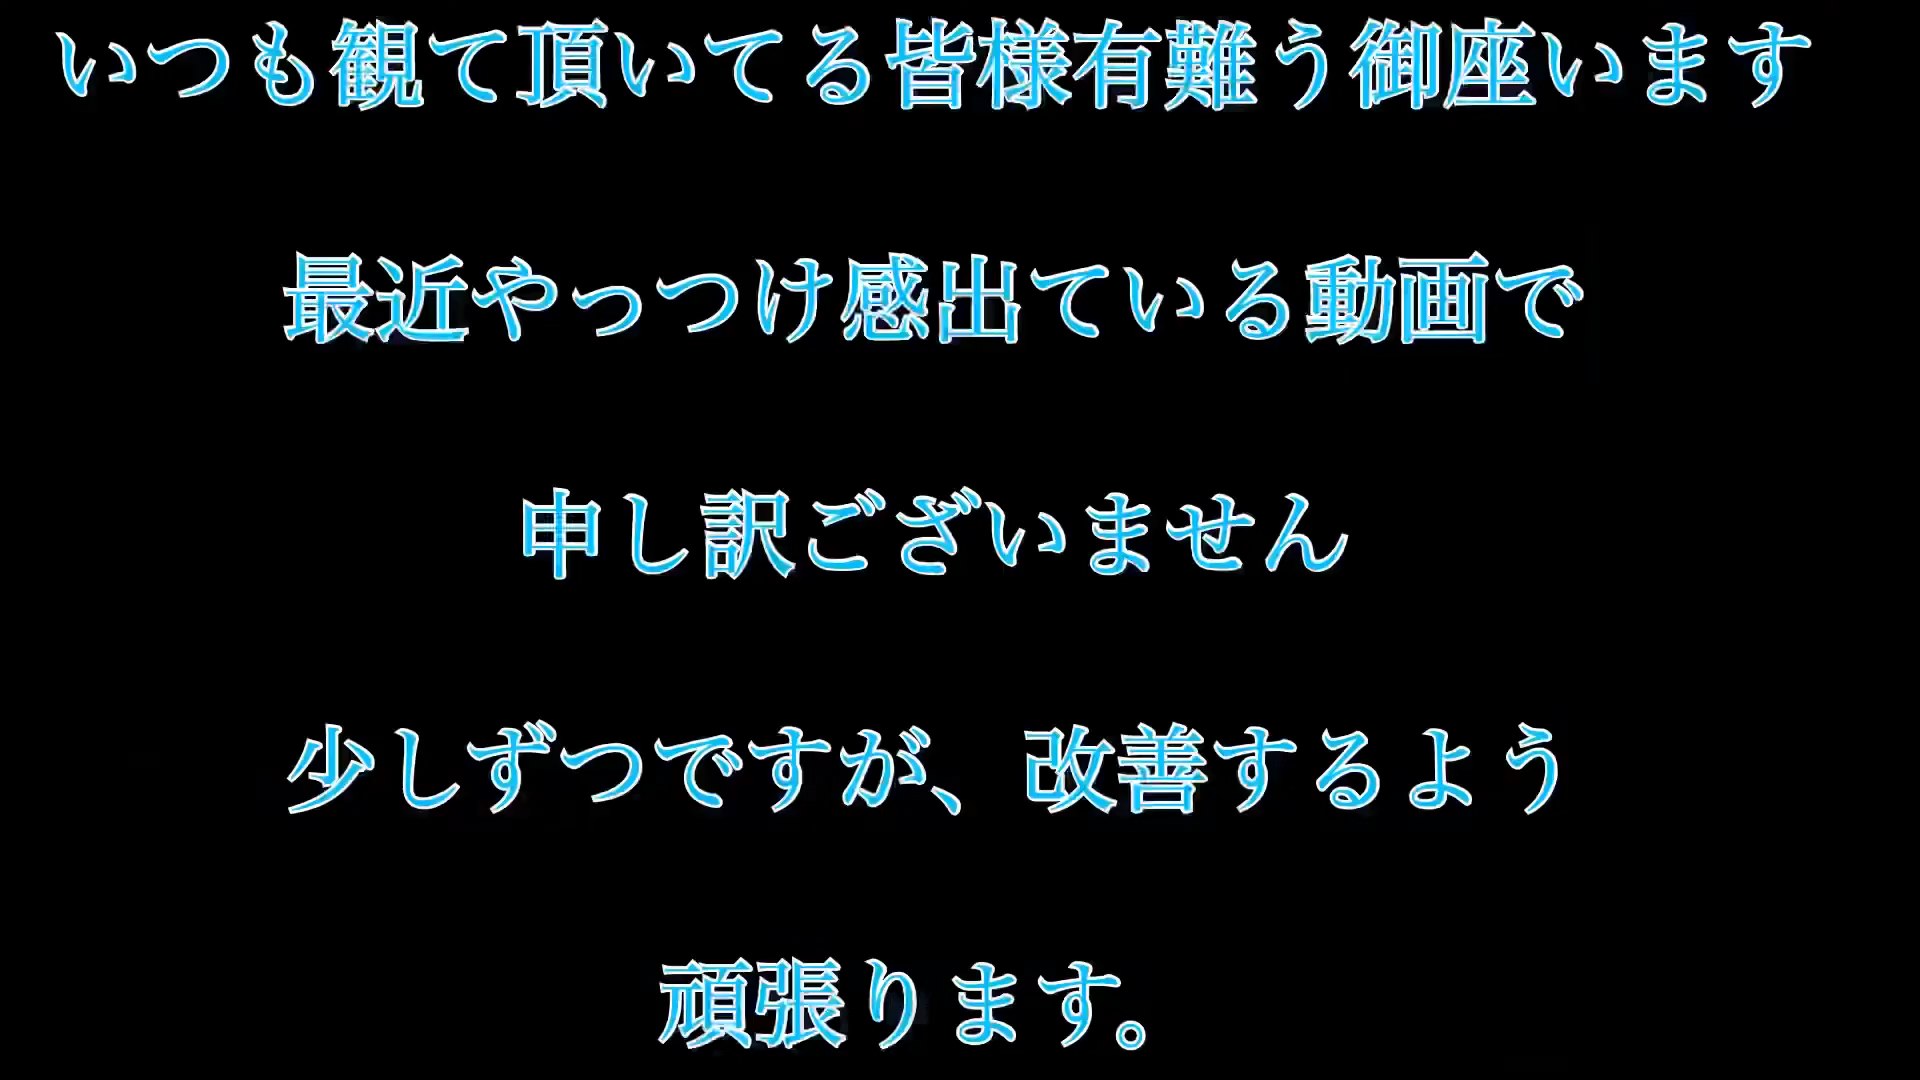 いつも観て頂いてる皆様有難う御座います
最近やっつけ感出ている動画で
申し訳ございません
少しずつですが、改善するよう
頑張ります。